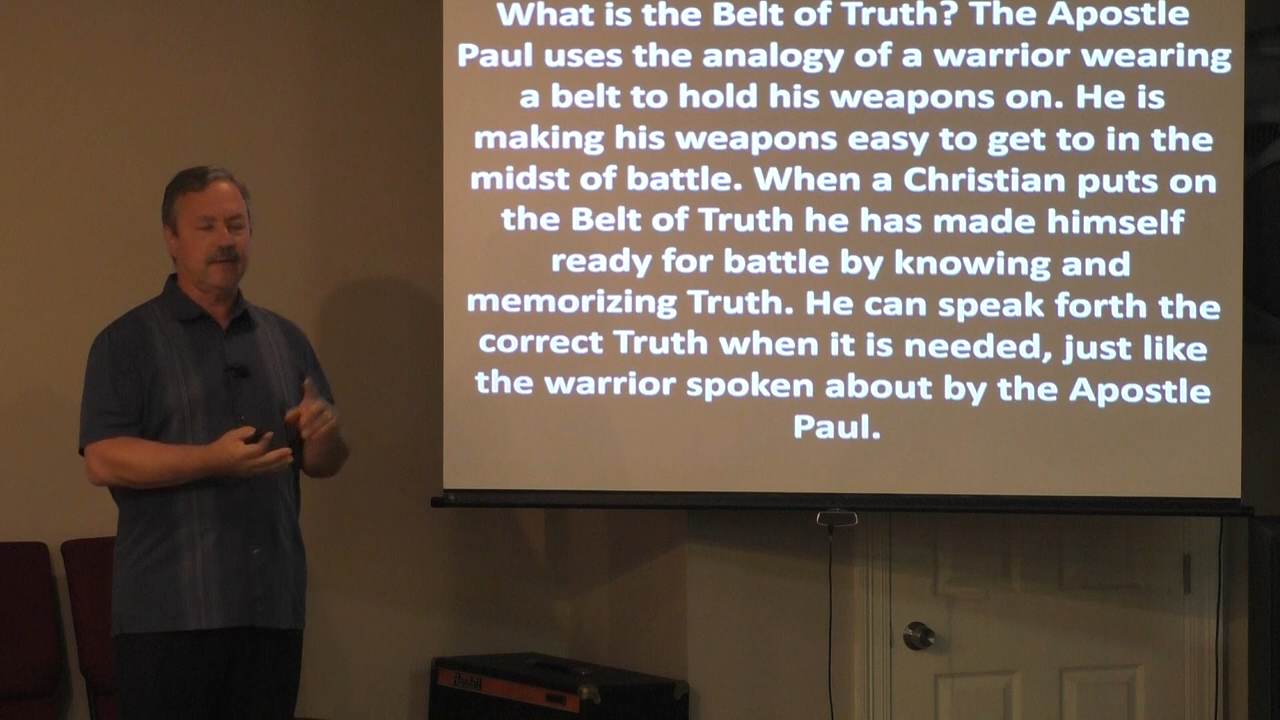 What is the Belt of Truth? The Apostle
Paul uses the analogy of a warrior wearing
a belt to hold his weapons on. He is
making his weapons easy to get to in the
midst of battle. When a Christian puts on
the Belt of Truth he has made himself
ready for battle by knowing and
memorizing Truth. He can speak forth the
correct Truth when it is needed, just like
the warrior spoken about by the Apostle
Paul.